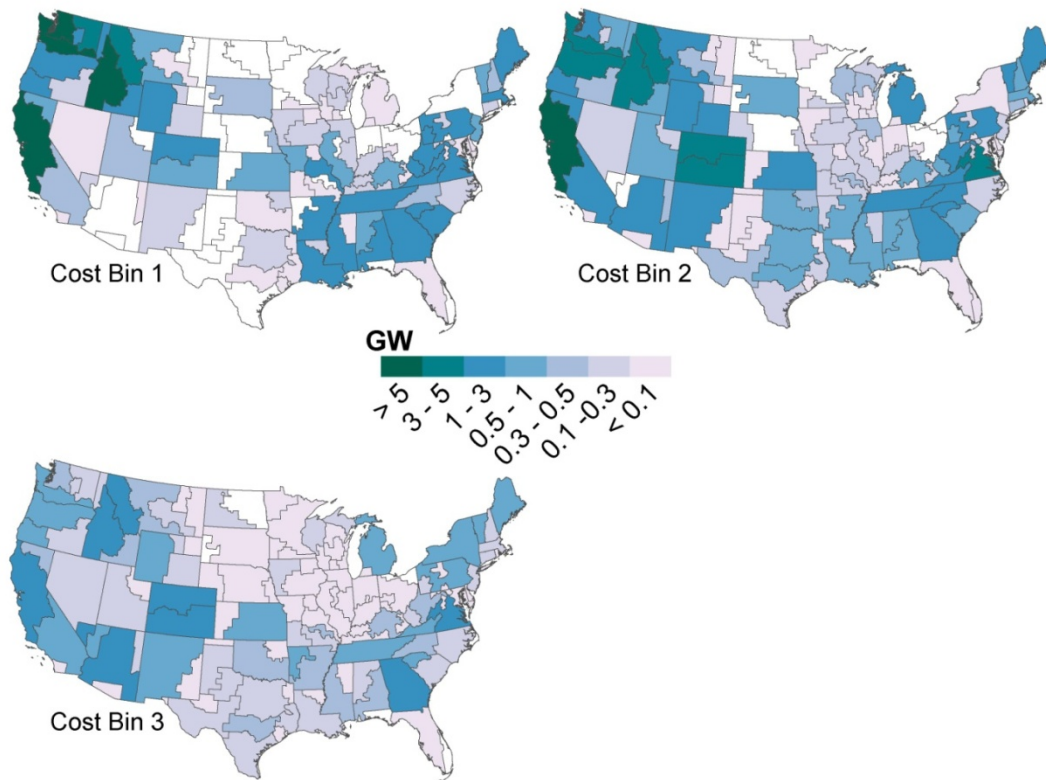 Cost Bin 1
Cost Bin 2
GW
> 5
3 - 5
1 - 3
0.5 - 1
0.3 - 0.5
0.1 -0.3
< 0.1
Cost Bin 3